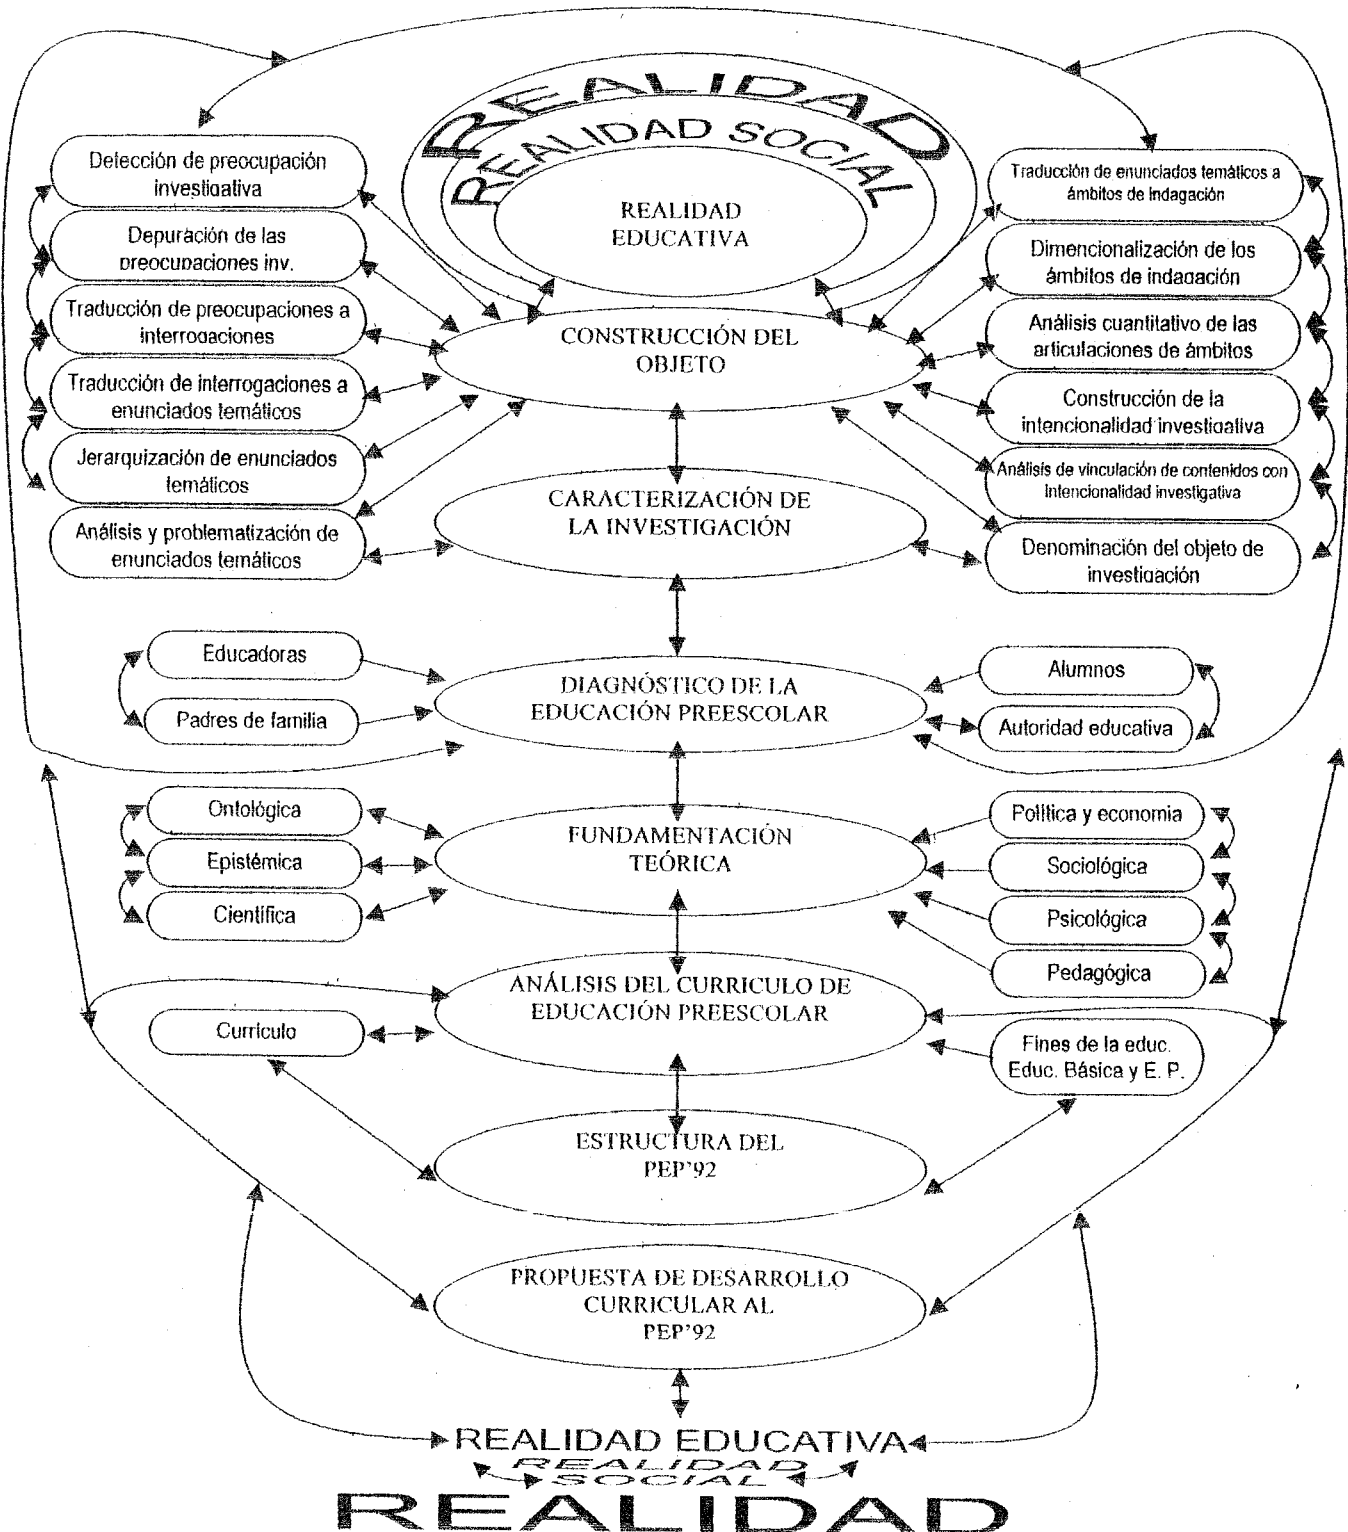 REALIDAD
REALIDAD SOCIAL
REALIDAD
EDUCATIVA
Detección de preocupación
investigativa
Depuración de las
preocupaciones inv.
Traducción de preocupaciones a
interrogaciones
Traducción de interrogaciones a
enunciados temáticos
Jerarquización de enunciados
temáticos
Análisis y problematización de
enunciados temáticos
Traducción de enunciados temáticos a
ámbitos de indagación
Dimencionalización de los
ámbitos de indagación
Análisis cuantitativo de las
articulaciones de ámbitos
Construcción de la
intencionalidad investigativa
Análisis de vinculación de contenidos con
intencionalidad investigativa
Denominación del objeto de
investigación
CONSTRUCCIÓN DEL
OBJETO
CARACTERIZACIÓN DE
LA INVESTIGACIÓN
Educadoras
Padres de familia
DIAGNÓSTICO DE LA
EDUCACIÓN PREESCOLAR
Alumnos
Autoridad educativa
Ontológica
Epistémica
Científica
FUNDAMENTACIÓN
TEÓRICA
Política y economia
Sociológica
Psicológica
Pedagógica
ANÁLISIS DEL CURRICULO DE
EDUCACIÓN PREESCOLAR
Currículo
Fines de la educ.
Educ. Básica y E. P.
ESTRUCTURA DEL
PEP'92
PROPUESTA DE DESARROLLO
CURRICULAR AL
PEP'92
REALIDAD EDUCATIVA
REALIDAD
SOCIAL
REALIDAD